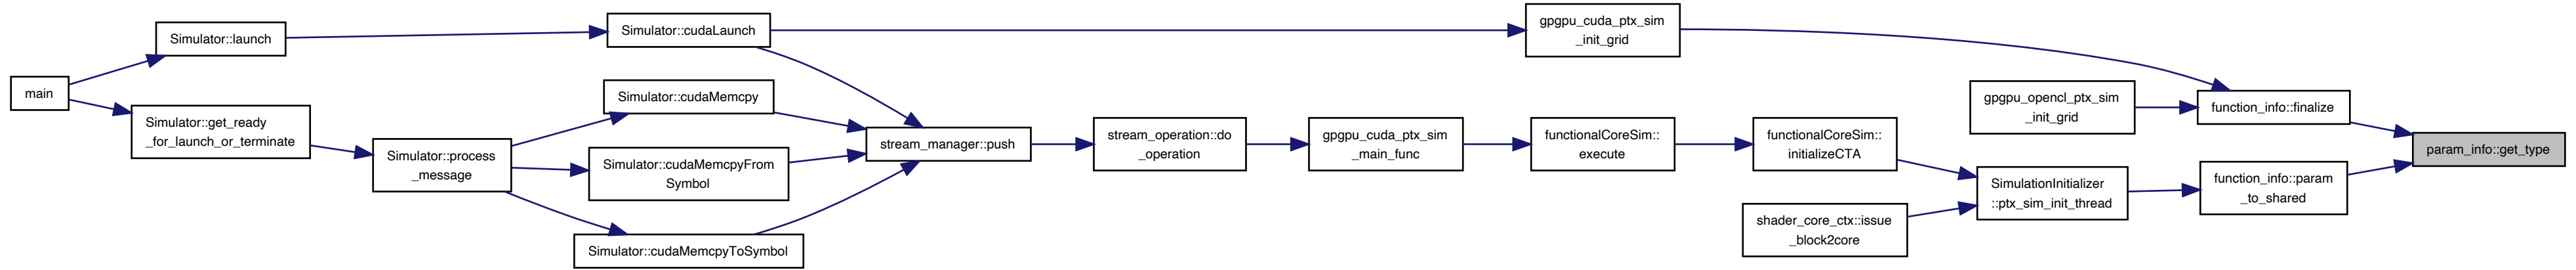 main
Simulator::launch
Simulator::get_ready
_for_launch_or_terminate
Simulator::process
_message
Simulator::cudaLaunch
Simulator::cudaMemcpy
Simulator::cudaMemcpyFrom
Symbol
Simulator::cudaMemcpyToSymbol
stream_manager::push
stream_operation::do
_operation
gpgpu_cuda_ptx_sim
_main_func
gpgpu_cuda_ptx_sim
_init_grid
functionalCoreSim::
execute
functionalCoreSim::
initializeCTA
shader_core_ctx::issue
_block2core
gpgpu_opencl_ptx_sim
_init_grid
SimulationInitializer
::ptx_sim_init_thread
function_info::finalize
function_info::param
_to_shared
param_info::get_type